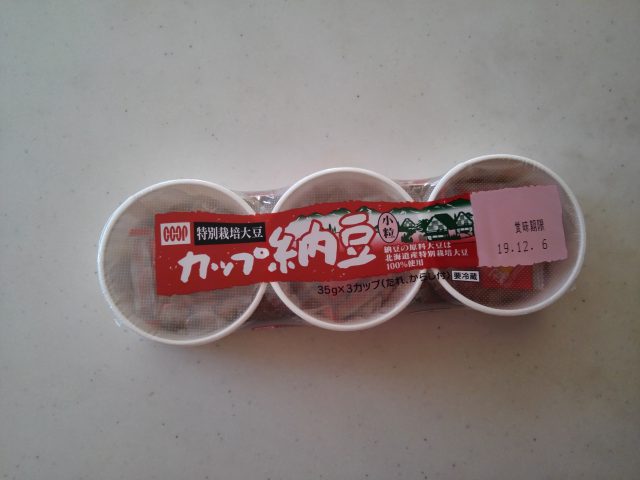 COOP
特別栽培大豆
カップ納豆
小粒
納豆の原料大豆は
北海道産特別栽培大豆
100%使用
35g×3カップ(たれ、からし付)
要冷蔵
賞味期限
19.12.6